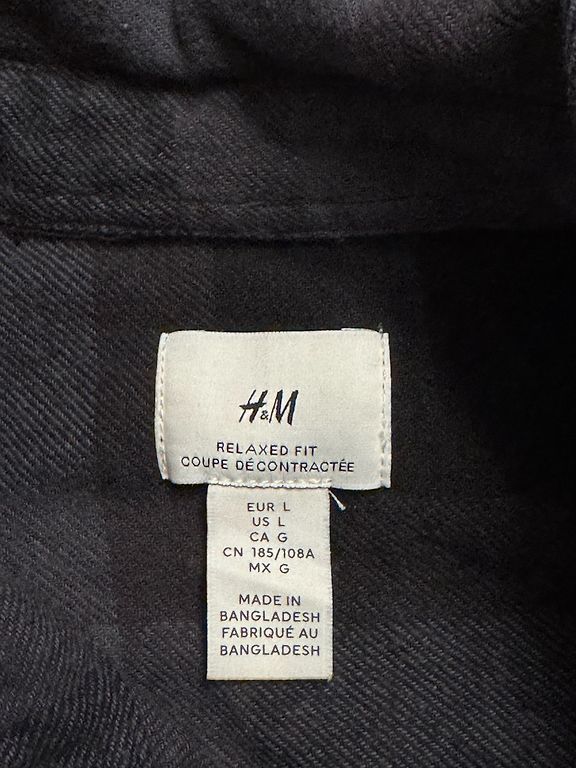 H&M
RELAXED FIT
COUPE DÉCONTRACTÉE
EUR L
US L
CA G
CN 185/108A
MX G
MADE IN
BANGLADESH
FABRIQUÉ AU
BANGLADESH